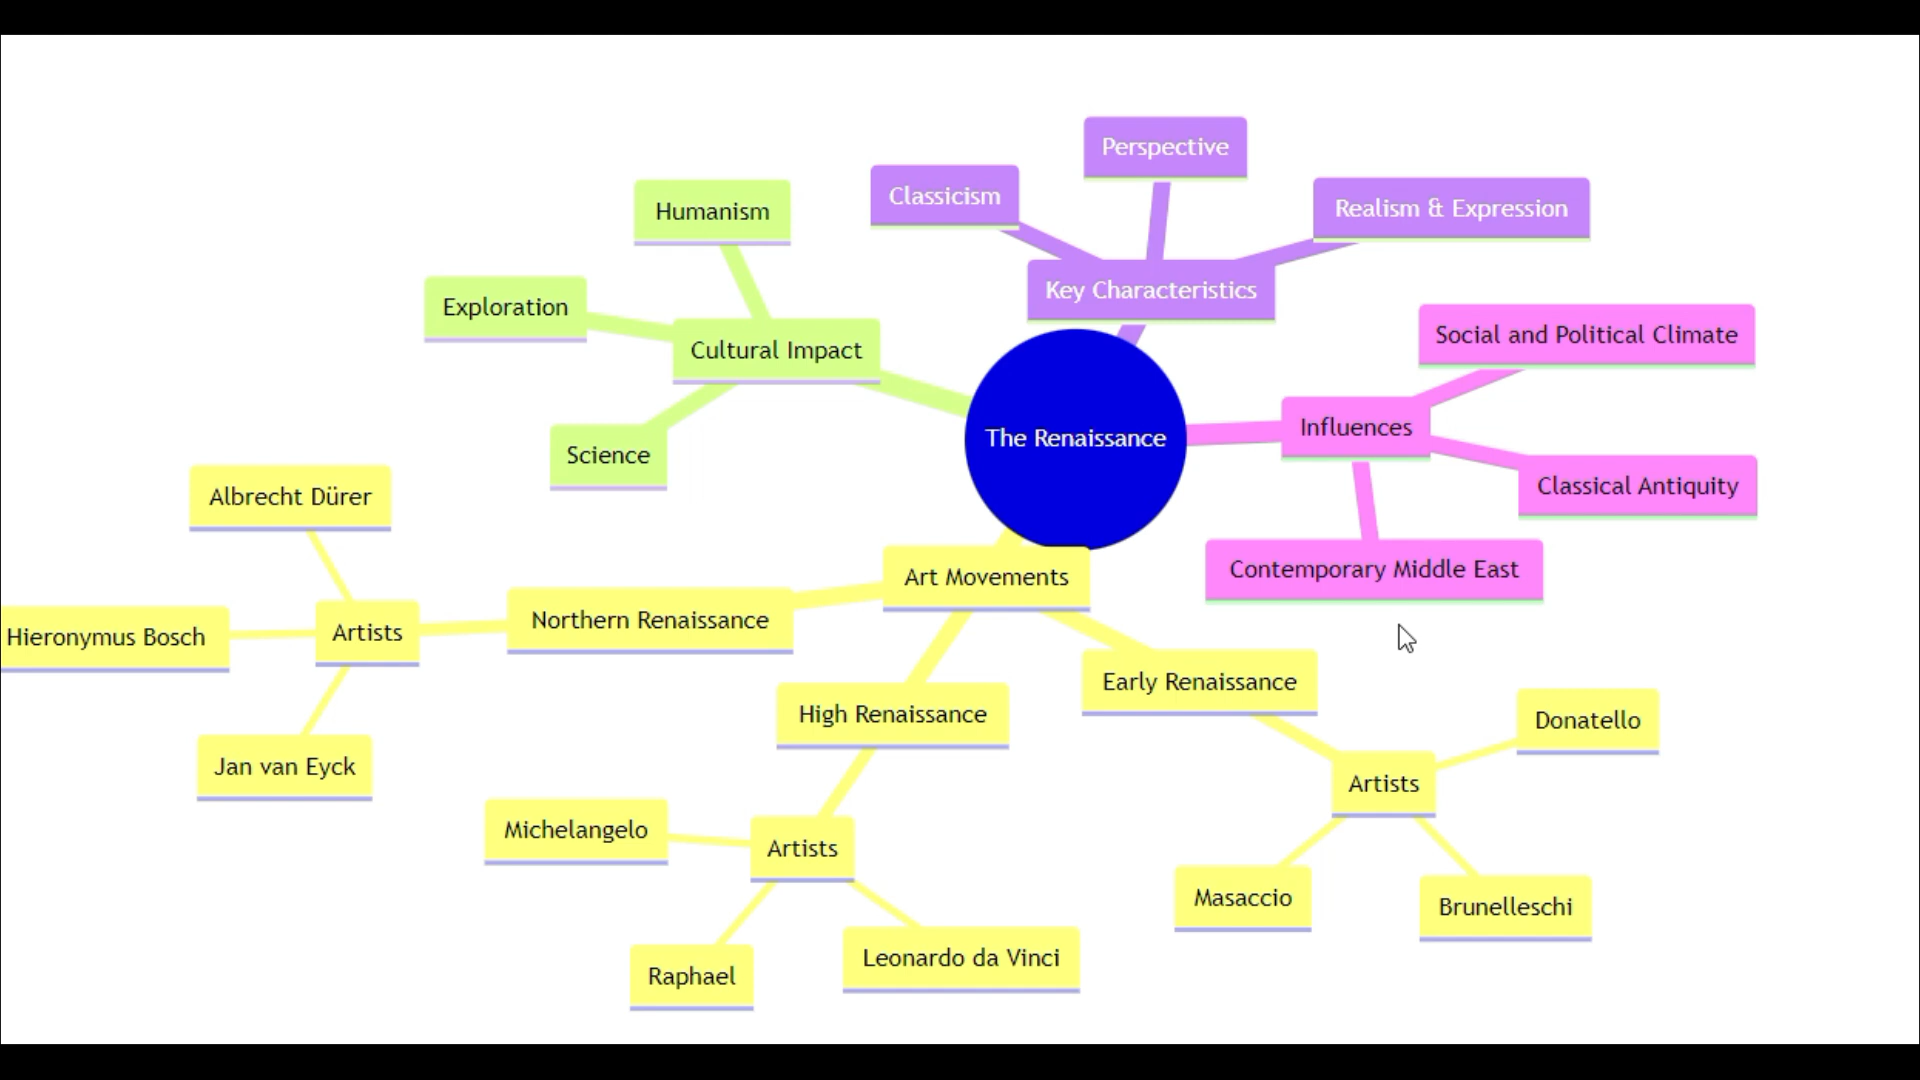 Perspective
Classicism
Realism & Expression
Humanism
Key Characteristics
Exploration
Social and Political Climate
Cultural Impact
Influences
The Renaissance
Science
Classical Antiquity
Albrecht Dürer
Contemporary Middle East
Art Movements
Northern Renaissance
Artists
Hieronymus Bosch
Early Renaissance
High Renaissance
Donatello
Jan van Eyck
Artists
Michelangelo
Artists
Masaccio
Brunelleschi
Leonardo da Vinci
Raphael